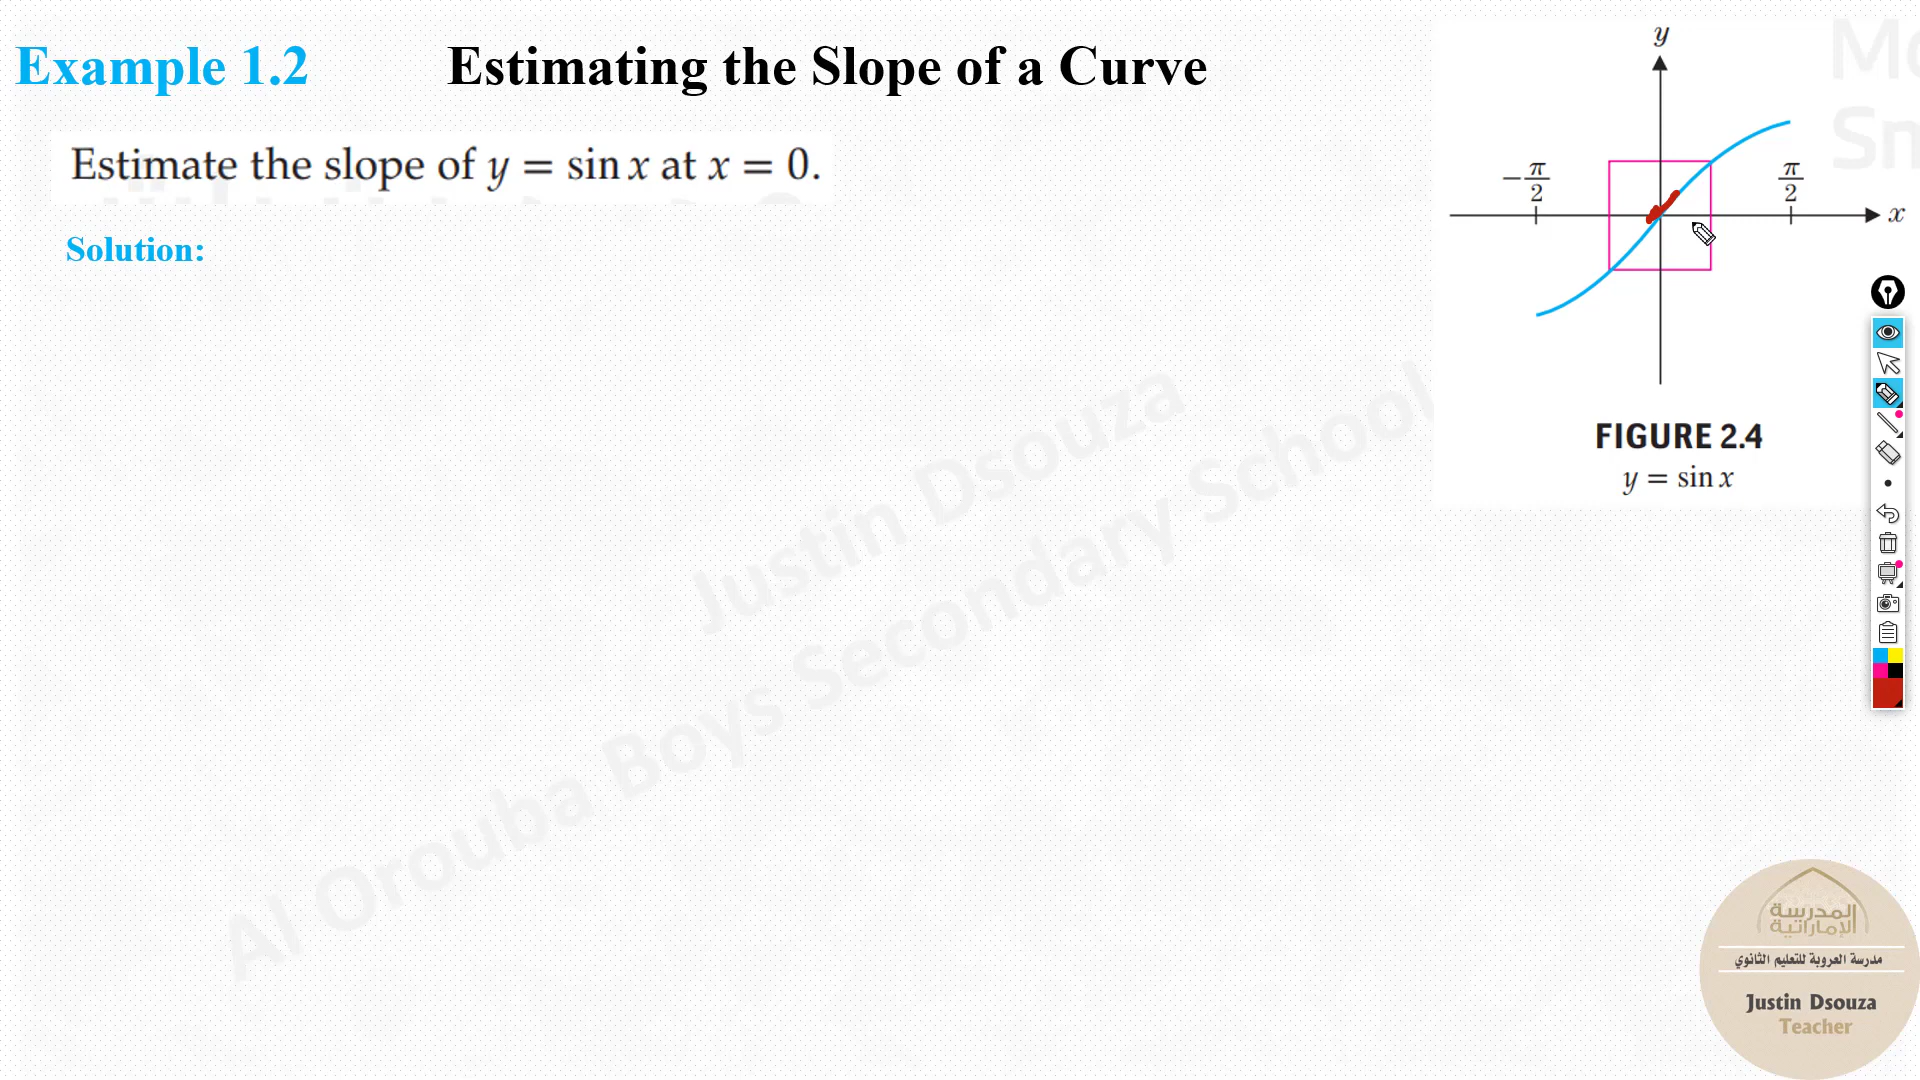 Example 1.2 Estimating the Slope of a Curve
Estimate the slope of y = sin x at x = 0.
Solution:
y
−π/2
π/2
x
FIGURE 2.4
y = sin x
Mo
Sm
Justin Dsouza
Al Orouba Boys Secondary School
المدرسة
الإماراتية
مدرسة العروبة للتعليم الثانوي
Justin Dsouza
Teacher